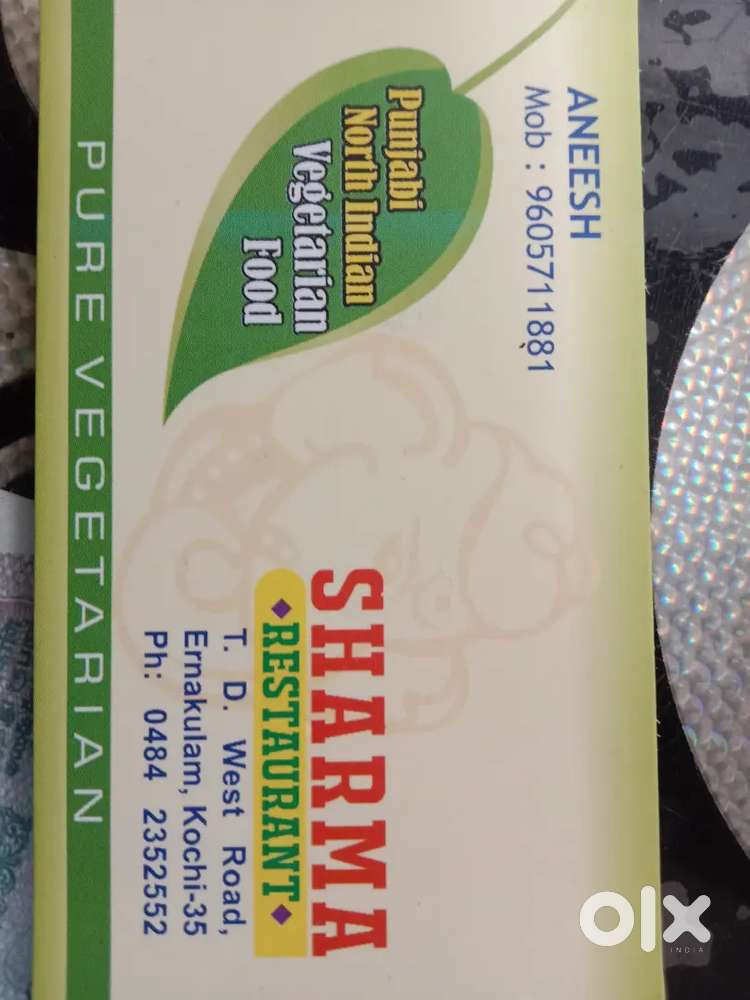 ANEESH
Mob : 9605711881
Punjabi
North Indian
Vegetarian
Food
SHARMA
RESTAURANT
T. D. West Road,
Ernakulam, Kochi-35
Ph: 0484 2352552
PURE VEGETARIAN
olx
INDIA